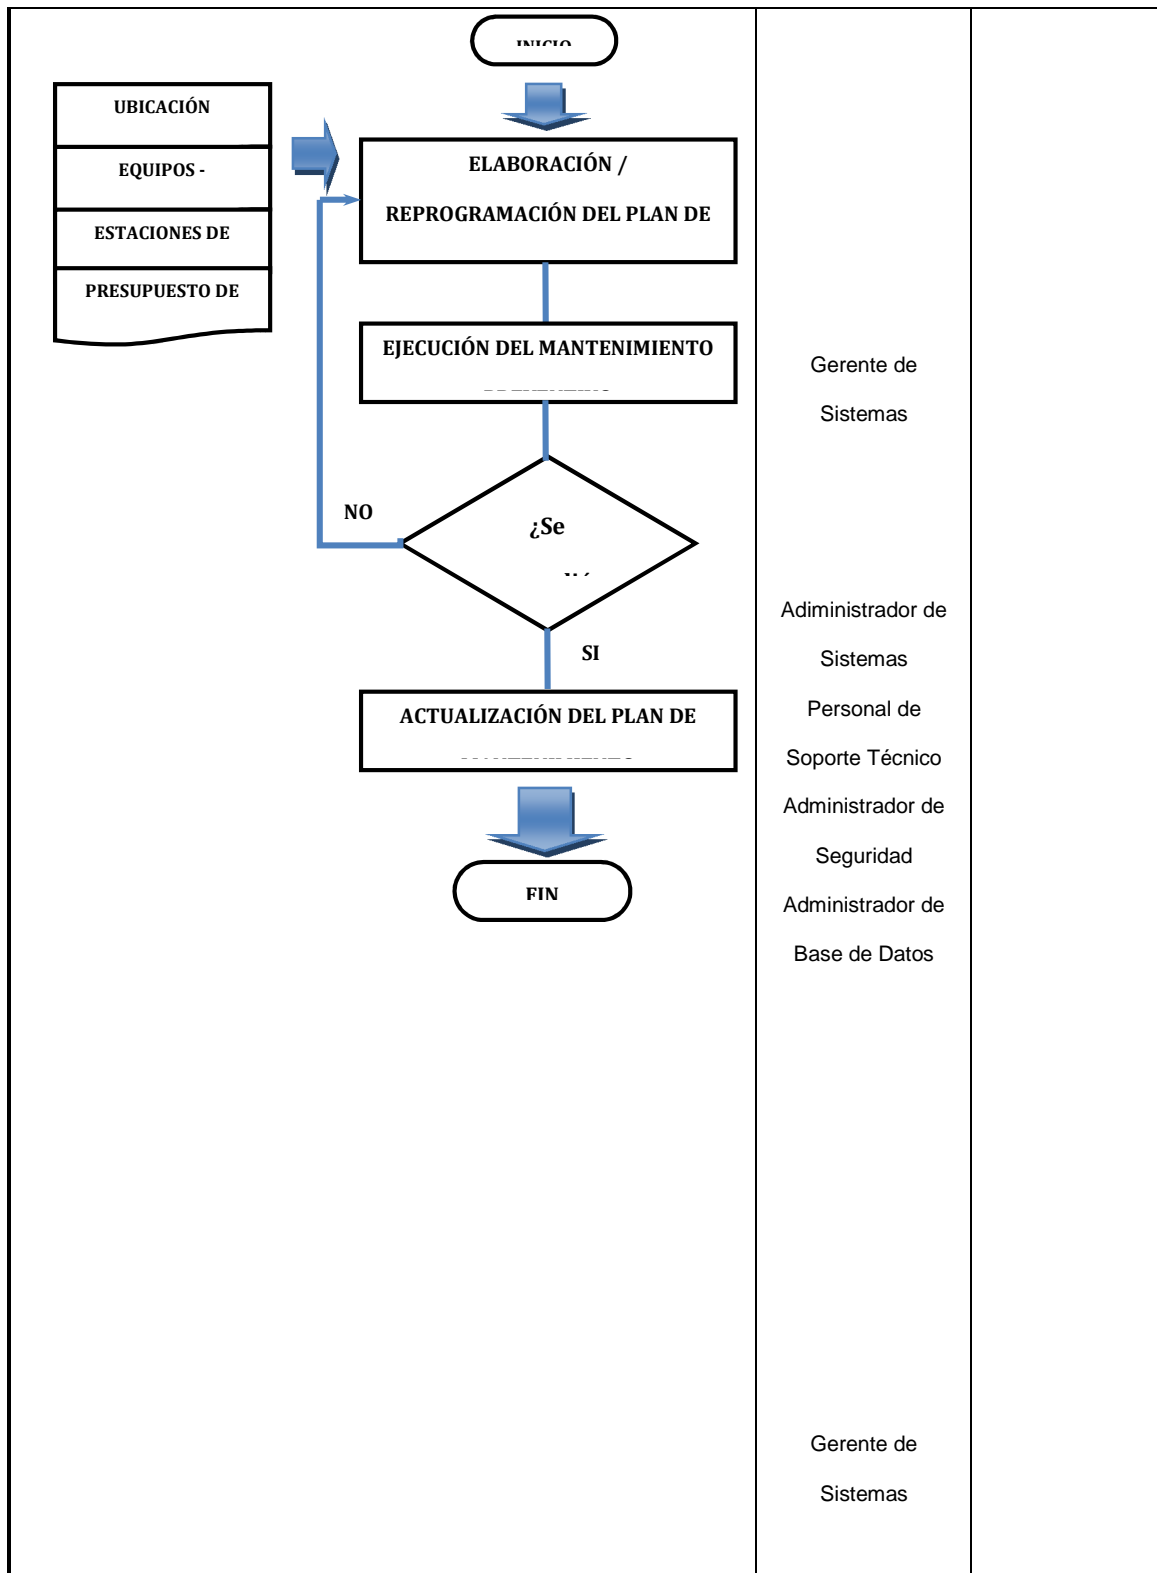 INICIO
UBICACIÓN
EQUIPOS -
ESTACIONES DE
PRESUPUESTO DE
ELABORACIÓN /
REPROGRAMACIÓN DEL PLAN DE
EJECUCIÓN DEL MANTENIMIENTO
NO
¿Se
SI
ACTUALIZACIÓN DEL PLAN DE
FIN
Gerente de
Sistemas
Adiministrador de
Sistemas
Personal de
Soporte Técnico
Administrador de
Seguridad
Administrador de
Base de Datos
Gerente de
Sistemas